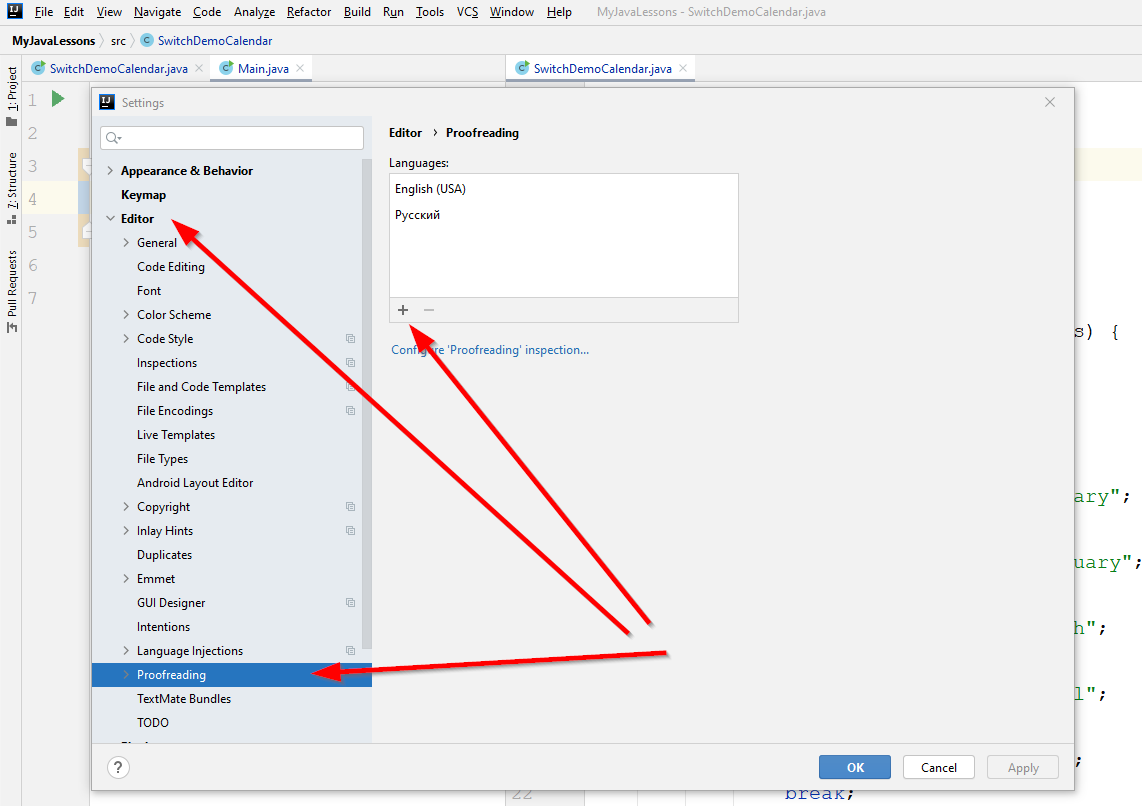 File Edit View Navigate Code Analyze Refactor Build Run Tools VCS Window Help MyJavaLessons - SwitchDemoCalendar.java
MyJavaLessons src SwitchDemoCalendar
SwitchDemoCalendar.java Main.java SwitchDemoCalendar.java
1: Project
7: Structure
Pull Requests
1
2
3
4
5
6
7
Settings
Appearance & Behavior
Keymap
Editor
General
Code Editing
Font
Color Scheme
Code Style
Inspections
File and Code Templates
File Encodings
Live Templates
File Types
Android Layout Editor
Copyright
Inlay Hints
Duplicates
Emmet
GUI Designer
Intentions
Language Injections
Proofreading
TextMate Bundles
TODO
Editor › Proofreading
Languages:
English (USA)
Русский
Configure 'Proofreading' inspection...
? OK Cancel Apply
s) {
ary";
uary";
h";
l";
;
22 break;